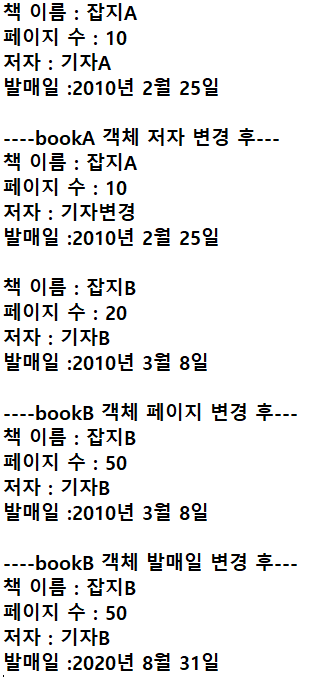 책 이름 : 잡지A
페이지 수 : 10
저자 : 기자A
발매일 :2010년 2월 25일
----bookA 객체 저자 변경 후---
책 이름 : 잡지A
페이지 수 : 10
저자 : 기자변경
발매일 :2010년 2월 25일
책 이름 : 잡지B
페이지 수 : 20
저자 : 기자B
발매일 :2010년 3월 8일
----bookB 객체 페이지 변경 후---
책 이름 : 잡지B
페이지 수 : 50
저자 : 기자B
발매일 :2010년 3월 8일
----bookB 객체 발매일 변경 후---
책 이름 : 잡지B
페이지 수 : 50
저자 : 기자B
발매일 :2020년 8월 31일